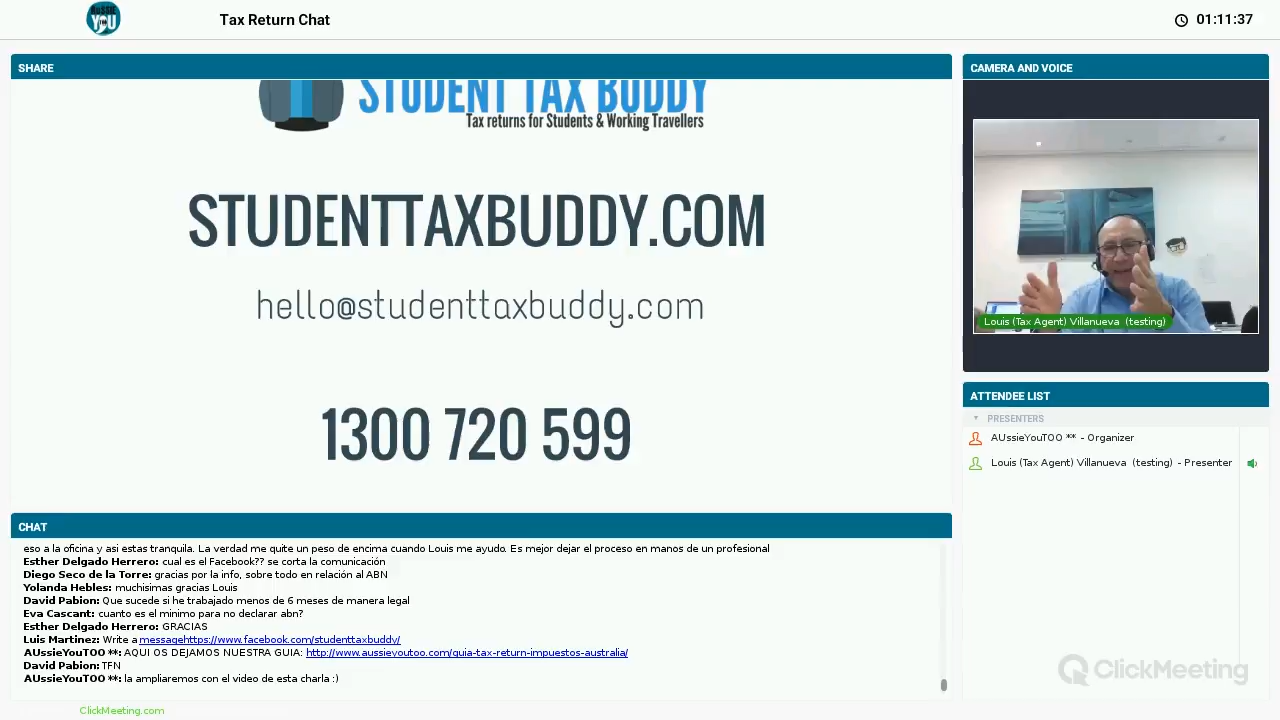 AUSSIE
YOU
TOO
Tax Return Chat
01:11:37
SHARE
STUDENT TAX BUDDY
Tax returns for Students & Working Travellers
STUDENTTAXBUDDY.COM
hello@studenttaxbuddy.com
1300 720 599
CAMERA AND VOICE
Louis (Tax Agent) Villanueva (testing)
ATTENDEE LIST
PRESENTERS
AUssieYouTOO ** - Organizer
Louis (Tax Agent) Villanueva (testing) - Presenter
CHAT
eso a la oficina y asi estas tranquila. La verdad me quite un peso de encima cuando Louis me ayudo. Es mejor dejar el proceso en manos de un profesional
Esther Delgado Herrero: cual es el Facebook?? se corta la comunicación
Diego Seco de la Torre: gracias por la info, sobre todo en relación al ABN
Yolanda Hebles: muchisimas gracias Louis
David Pabion: Que sucede si he trabajado menos de 6 meses de manera legal
Eva Cascant: cuanto es el minimo para no declarar abn?
Esther Delgado Herrero: GRACIAS
Luis Martinez: Write a messagehttps://www.facebook.com/studenttaxbuddy/
AUssieYouTOO **: AQUI OS DEJAMOS NUESTRA GUIA: http://www.aussieyoutoo.com/guia-tax-return-impuestos-australia/
David Pabion: TFN
AUssieYouTOO **: la ampliaremos con el video de esta charla :)
ClickMeeting
ClickMeeting.com